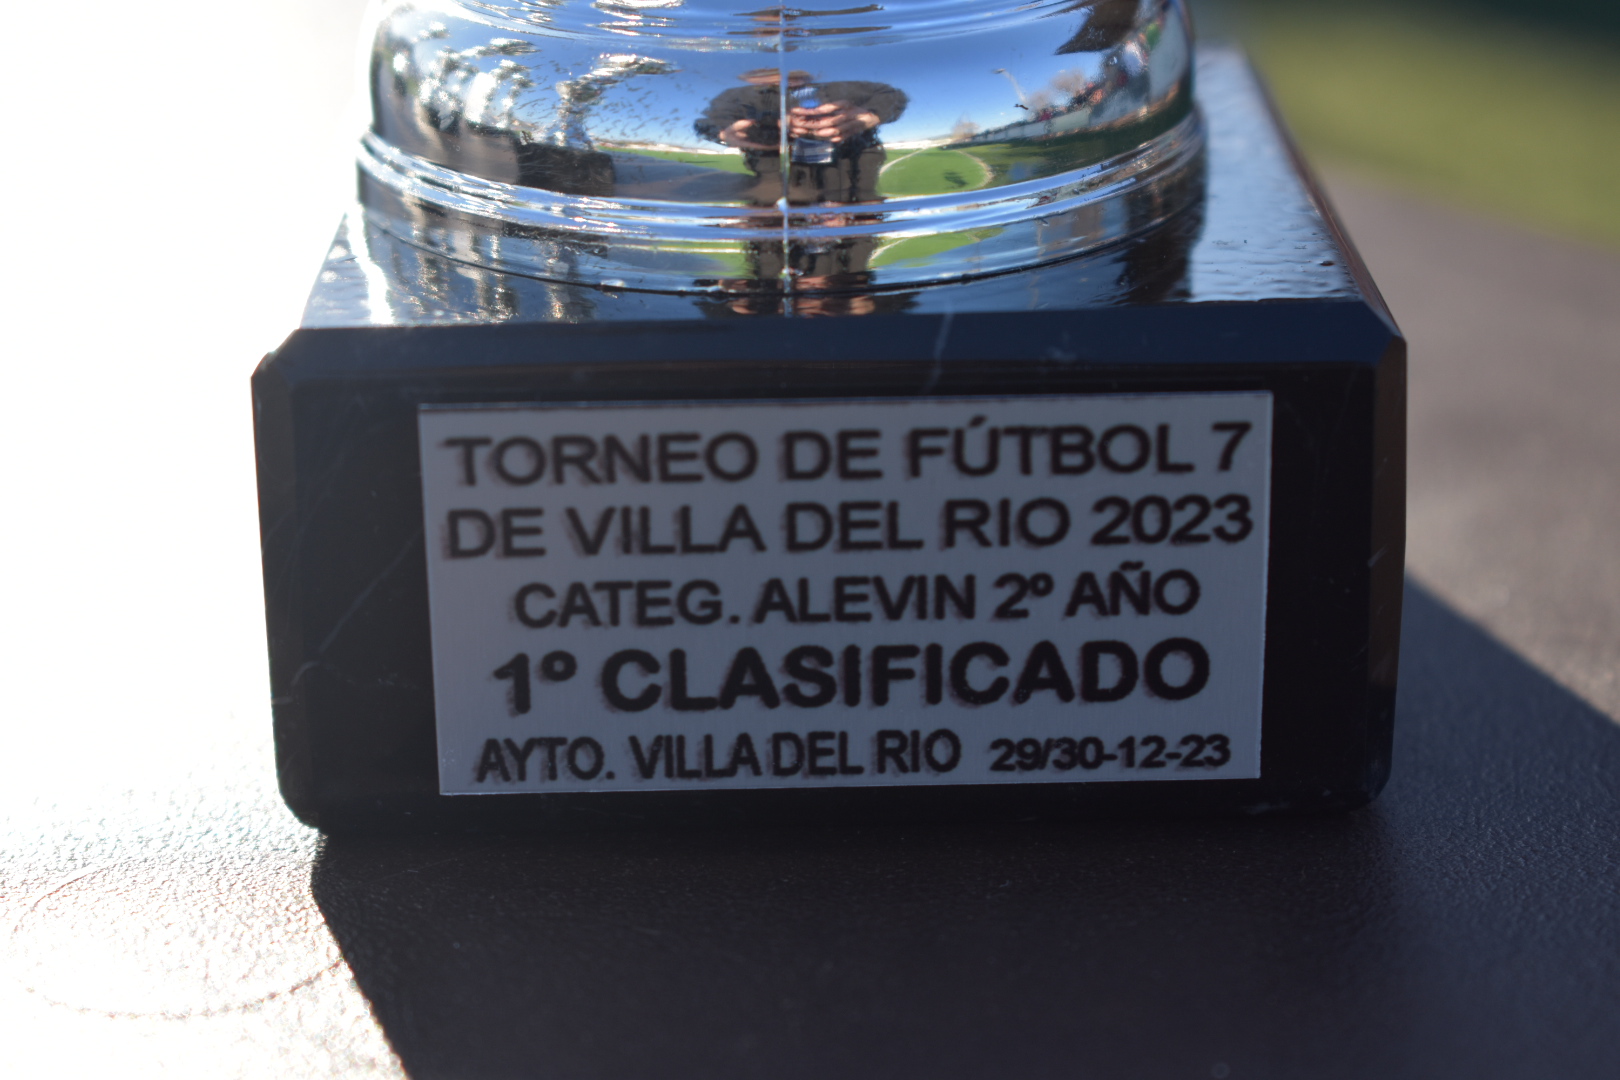 TORNEO DE FÚTBOL 7
DE VILLA DEL RIO 2023
CATEG. ALEVIN 2º AÑO
1º CLASIFICADO
AYTO. VILLA DEL RIO 29/30-12-23